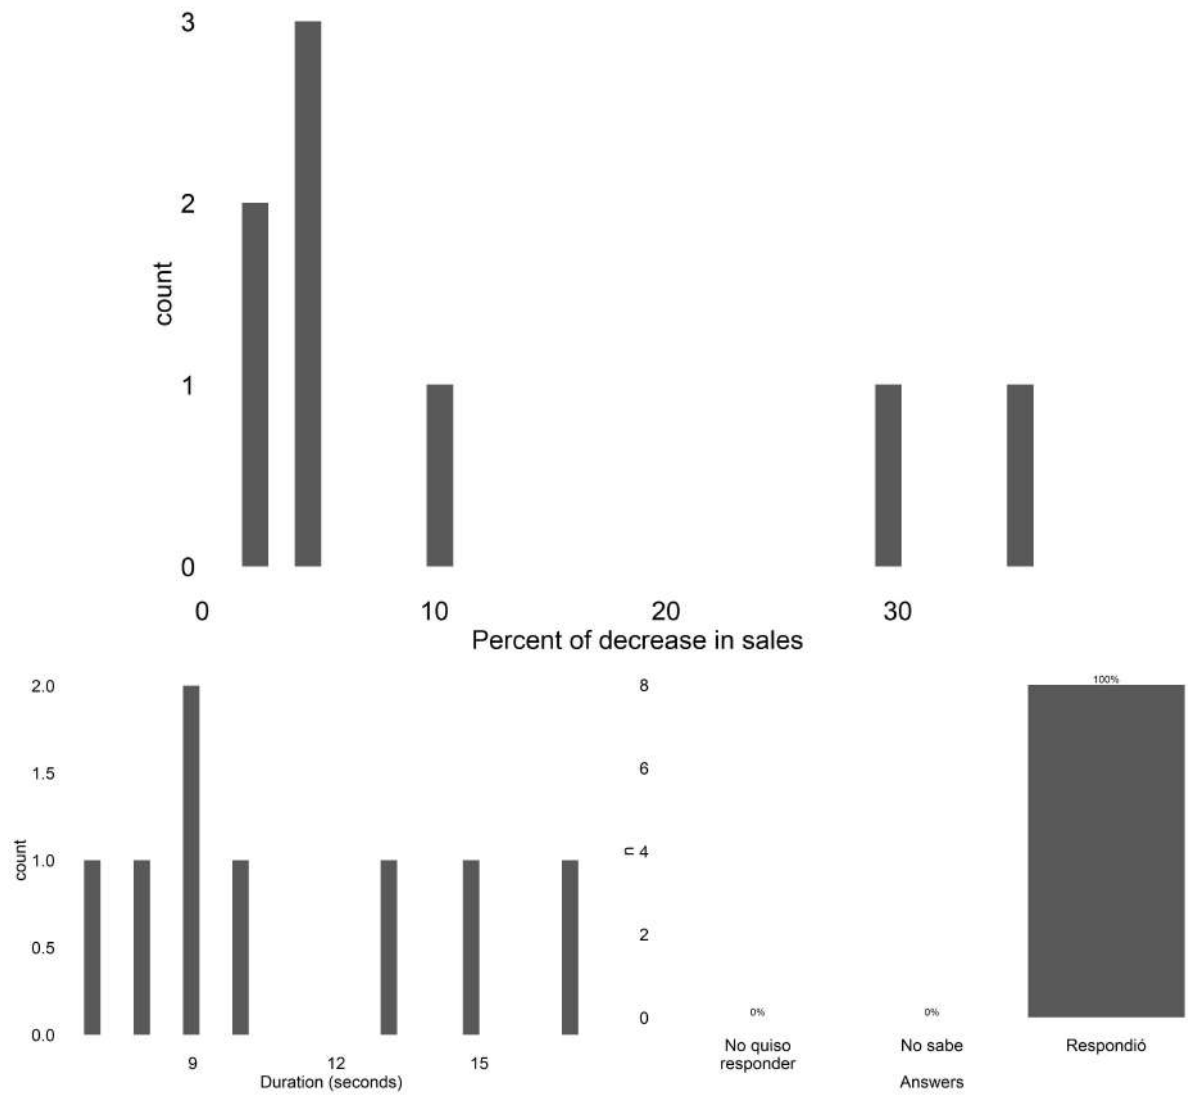 3
2
count
1
0
0 10 20 30
Percent of decrease in sales
2.0
1.5
count
1.0
0.5
0.0
9 12 15
Duration (seconds)
8
100%
6
n
4
2
0
0% 0%
No quiso
responder
No sabe
Respondió
Answers